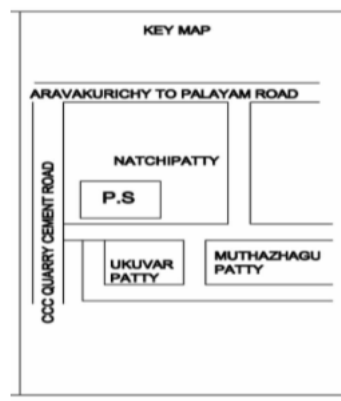 KEY MAP
ARAVAKURICHY TO PALAYAM ROAD
NATCHIPATTY
P.S
CCC QUARRY CEMENT ROAD
UKUVAR
PATTY
MUTHAZHAGU
PATTY